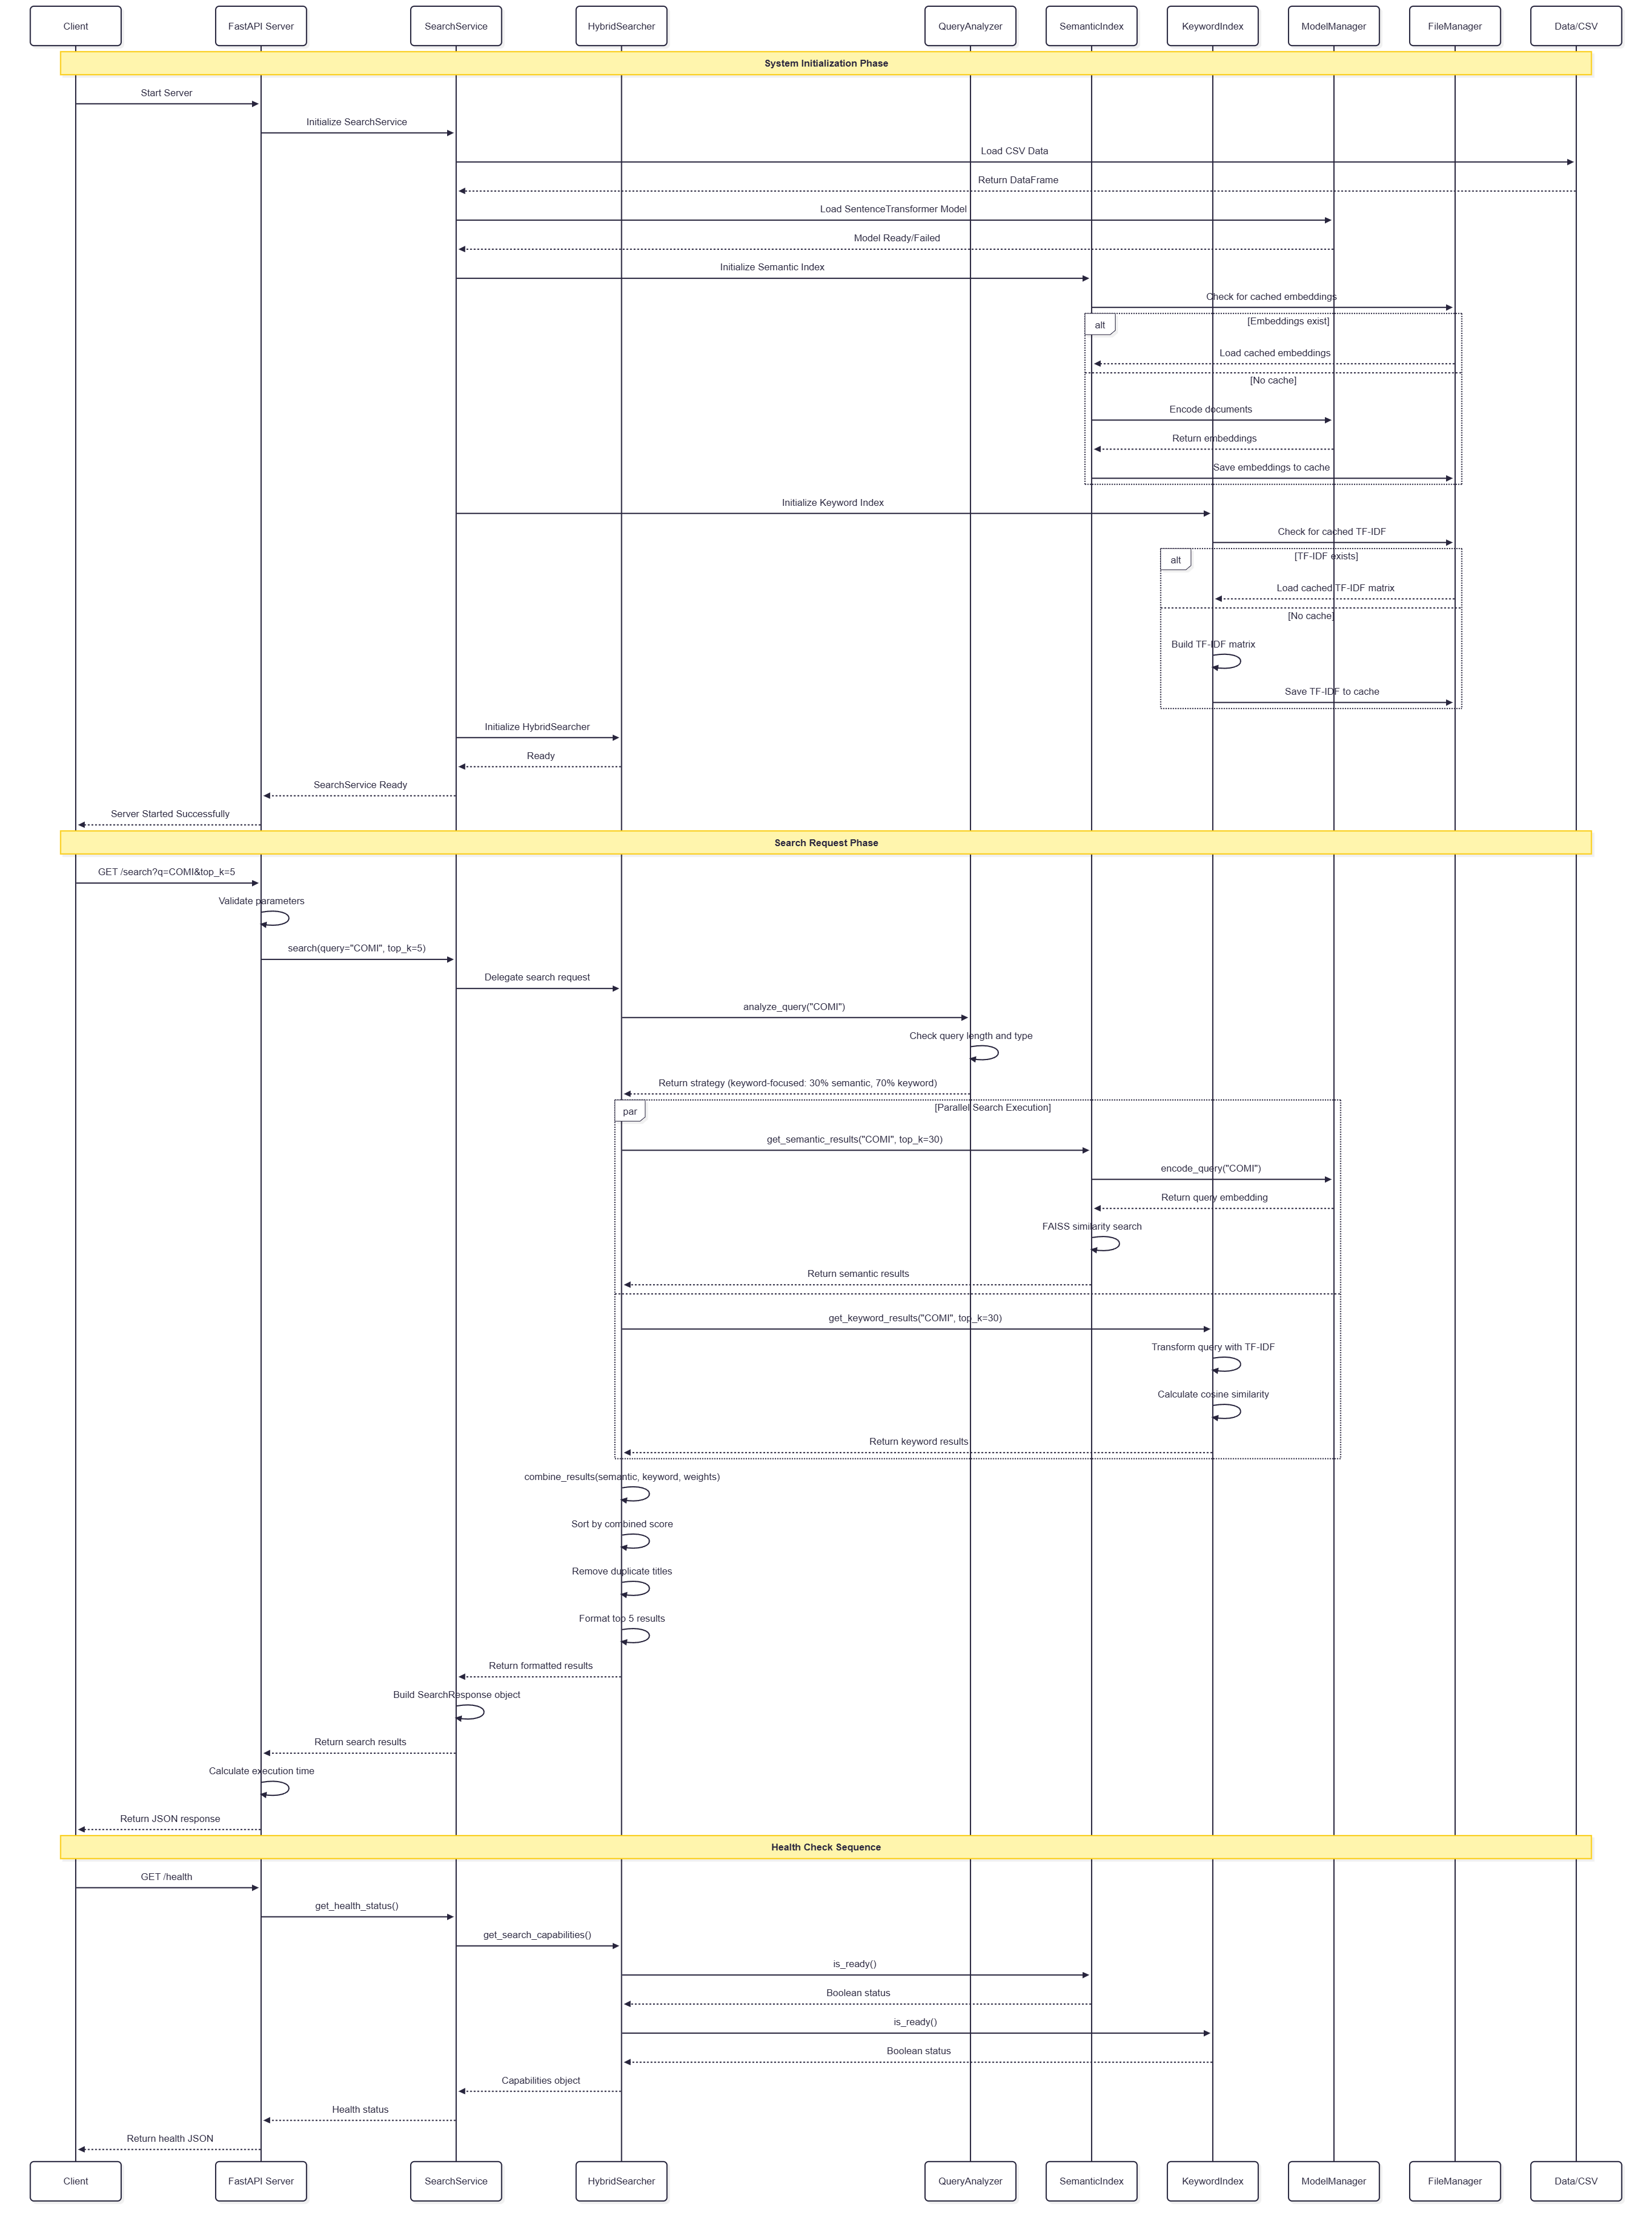 Client
FastAPI Server
SearchService
HybridSearcher
QueryAnalyzer
SemanticIndex
KeywordIndex
ModelManager
FileManager
Data/CSV
System Initialization Phase
Start Server
Initialize SearchService
Load CSV Data
Return DataFrame
Load SentenceTransformer Model
Model Ready/Failed
Initialize Semantic Index
Check for cached embeddings
alt
[Embeddings exist]
Load cached embeddings
[No cache]
Encode documents
Return embeddings
Save embeddings to cache
Initialize Keyword Index
Check for cached TF-IDF
alt
[TF-IDF exists]
Load cached TF-IDF matrix
[No cache]
Build TF-IDF matrix
Save TF-IDF to cache
Initialize HybridSearcher
Ready
SearchService Ready
Server Started Successfully
Search Request Phase
GET /search?q=COMI&top_k=5
Validate parameters
search(query="COMI", top_k=5)
Delegate search request
analyze_query("COMI")
Check query length and type
Return strategy (keyword-focused: 30% semantic, 70% keyword)
par
[Parallel Search Execution]
get_semantic_results("COMI", top_k=30)
encode_query("COMI")
Return query embedding
FAISS similarity search
Return semantic results
get_keyword_results("COMI", top_k=30)
Transform query with TF-IDF
Calculate cosine similarity
Return keyword results
combine_results(semantic, keyword, weights)
Sort by combined score
Remove duplicate titles
Format top 5 results
Return formatted results
Build SearchResponse object
Return search results
Calculate execution time
Return JSON response
Health Check Sequence
GET /health
get_health_status()
get_search_capabilities()
is_ready()
Boolean status
is_ready()
Boolean status
Capabilities object
Health status
Return health JSON
Client
FastAPI Server
SearchService
HybridSearcher
QueryAnalyzer
SemanticIndex
KeywordIndex
ModelManager
FileManager
Data/CSV